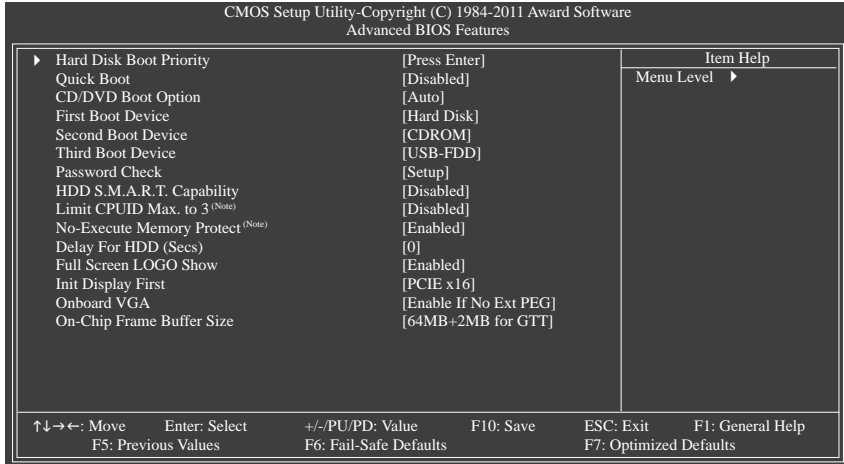 CMOS Setup Utility-Copyright (C) 1984-2011 Award Software
Advanced BIOS Features
Hard Disk Boot Priority [Press Enter]
Quick Boot [Disabled]
CD/DVD Boot Option [Auto]
First Boot Device [Hard Disk]
Second Boot Device [CDROM]
Third Boot Device [USB-FDD]
Password Check [Setup]
HDD S.M.A.R.T. Capability [Disabled]
Limit CPUID Max. to 3 (Note) [Disabled]
No-Execute Memory Protect (Note) [Enabled]
Delay For HDD (Secs) [0]
Full Screen LOGO Show [Enabled]
Init Display First [PCIE x16]
Onboard VGA [Enable If No Ext PEG]
On-Chip Frame Buffer Size [64MB+2MB for GTT]
Item Help
Menu Level
↑↓→←: Move Enter: Select +/-/PU/PD: Value F10: Save ESC: Exit F1: General Help
F5: Previous Values F6: Fail-Safe Defaults F7: Optimized Defaults